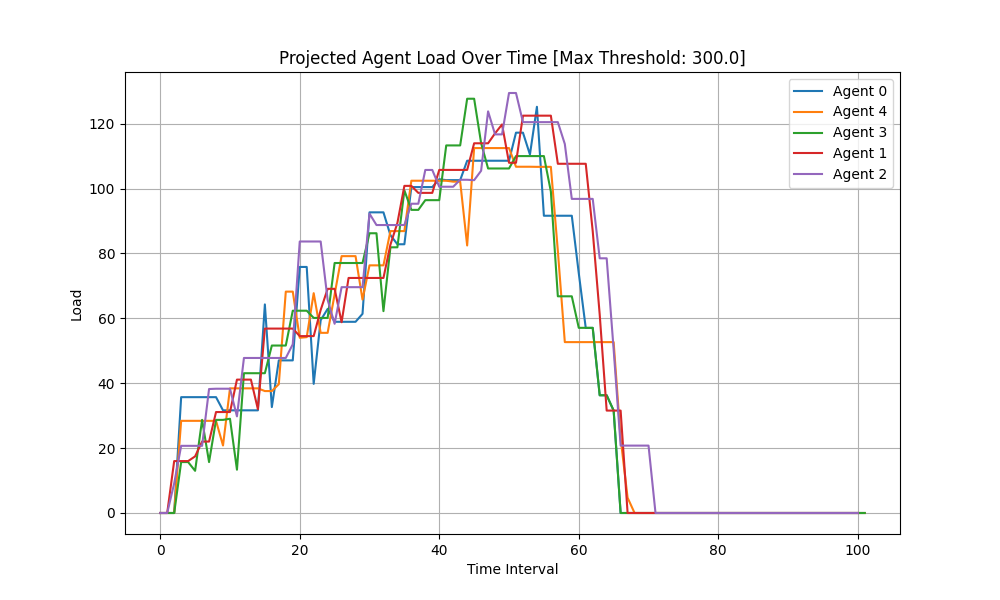 Projected Agent Load Over Time [Max Threshold: 300.0]
Agent 0
Agent 4
Agent 3
Agent 1
Agent 2
Load
120
100
80
60
40
20
0
0 20 40 60 80 100
Time Interval